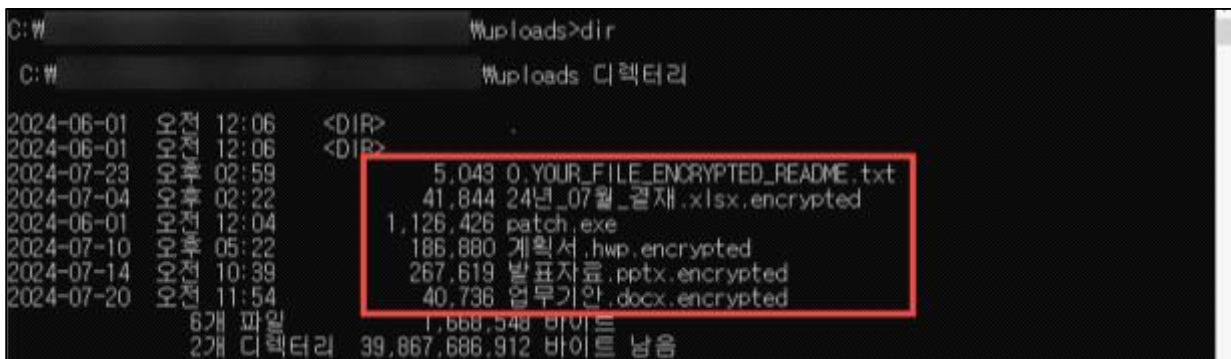 C:₩ ₩uploads>dir
C:₩ ₩uploads 디렉터리
2024-06-01 오전 12:06 <DIR> .
2024-06-01 오전 12:06 <DIR>
2024-07-23 오후 02:59 5,043 0.YOUR_FILE_ENCRYPTED_README.txt
2024-07-04 오후 02:22 41,844 24년_07월_결재.xlsx.encrypted
2024-06-01 오전 12:04 1,126,426 patch.exe
2024-07-10 오후 05:22 186,880 계획서.hwp.encrypted
2024-07-14 오전 10:39 267,619 발표자료.pptx.encrypted
2024-07-20 오전 11:54 40,736 업무기안.docx.encrypted
6개 파일 1,668,548 바이트
2개 디렉터리 39,867,686,912 바이트 남음